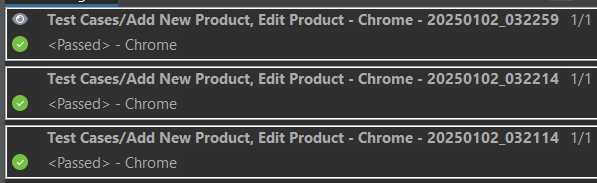 Test Cases/Add New Product, Edit Product - Chrome - 20250102_032259 1/1
<Passed> - Chrome
Test Cases/Add New Product, Edit Product - Chrome - 20250102_032214 1/1
<Passed> - Chrome
Test Cases/Add New Product, Edit Product - Chrome - 20250102_032114 1/1
<Passed> - Chrome